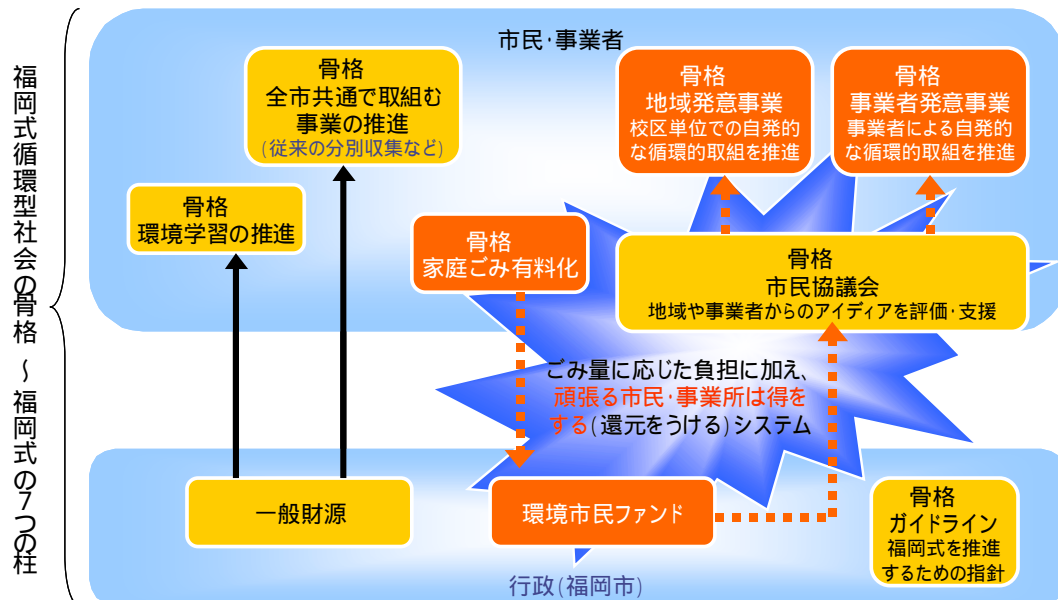 福岡式循環型社会の骨格 ～ 福岡式の7つの柱
市民･事業者
骨格
全市共通で取組む
事業の推進
(従来の分別収集など)
骨格
環境学習の推進
骨格
地域発意事業
校区単位での自発的
な循環的取組を推進
骨格
事業者発意事業
事業者による自発的
な循環的取組を推進
骨格
家庭ごみ有料化
骨格
市民協議会
地域や事業者からのアイディアを評価･支援
ごみ量に応じた負担に加え、
頑張る市民･事業所は得を
する(還元をうける)システム
一般財源
環境市民ファンド
骨格
ガイドライン
福岡式を推進
するための指針
行政(福岡市)